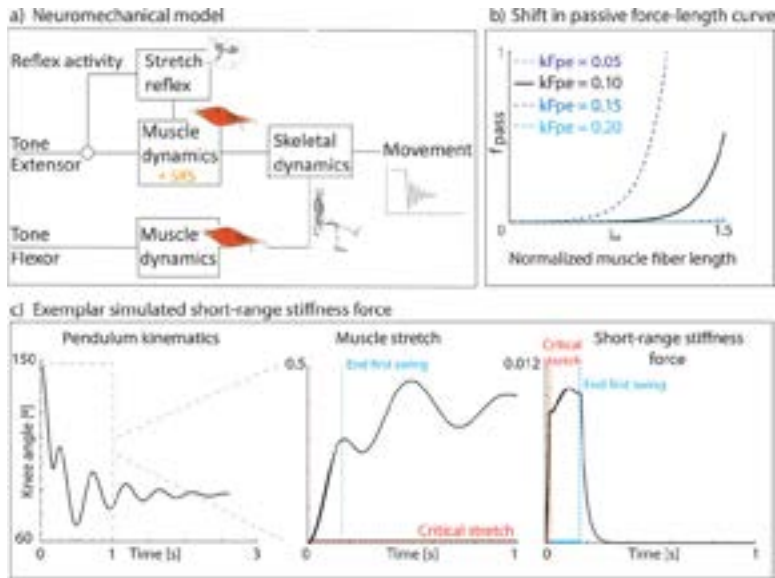 a) Neuromechanical model
Reflex activity
Stretch
reflex
Tone
Extensor
Muscle
dynamics
+ SRS
Skeletal
dynamics
Movement
Tone
Flexor
Muscle
dynamics
b) Shift in passive force-length curve
1
kFpe = 0.05
kFpe = 0.10
kFpe = 0.15
kFpe = 0.20
f pass
0
1.5
Normalized muscle fiber length
c) Exemplar simulated short-range stiffness force
Pendulum kinematics
150
Knee angle [º]
60
0
1
Time [s]
3
Muscle stretch
0.5
End first swing
Critical stretch
0
0
Time [s]
1
Short-range stiffness
force
Critical
stretch
0.012
End first swing
0
0
Time [s]
1